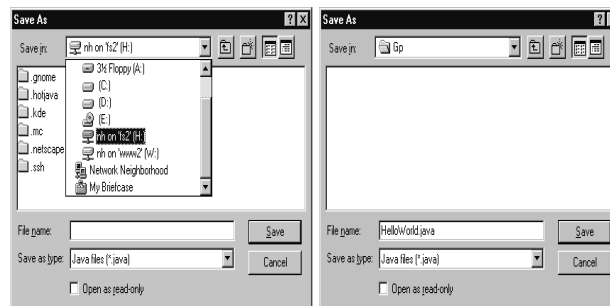 Save As
Save in: nh on 'fs2' (H:)
.gnome
.hotjava
.kde
.mc
.netscape
.ssh
3½ Floppy (A:)
(C:)
(D:)
(E:)
nh on 'fs2' (H:)
nh on 'www2' (W:)
Network Neighborhood
My Briefcase
File name:
Save
Save as type: Java files (*.java)
Cancel
Open as read-only
Save As
Save in: Gp
File name: HelloWorld.java
Save
Save as type: Java files (*.java)
Cancel
Open as read-only